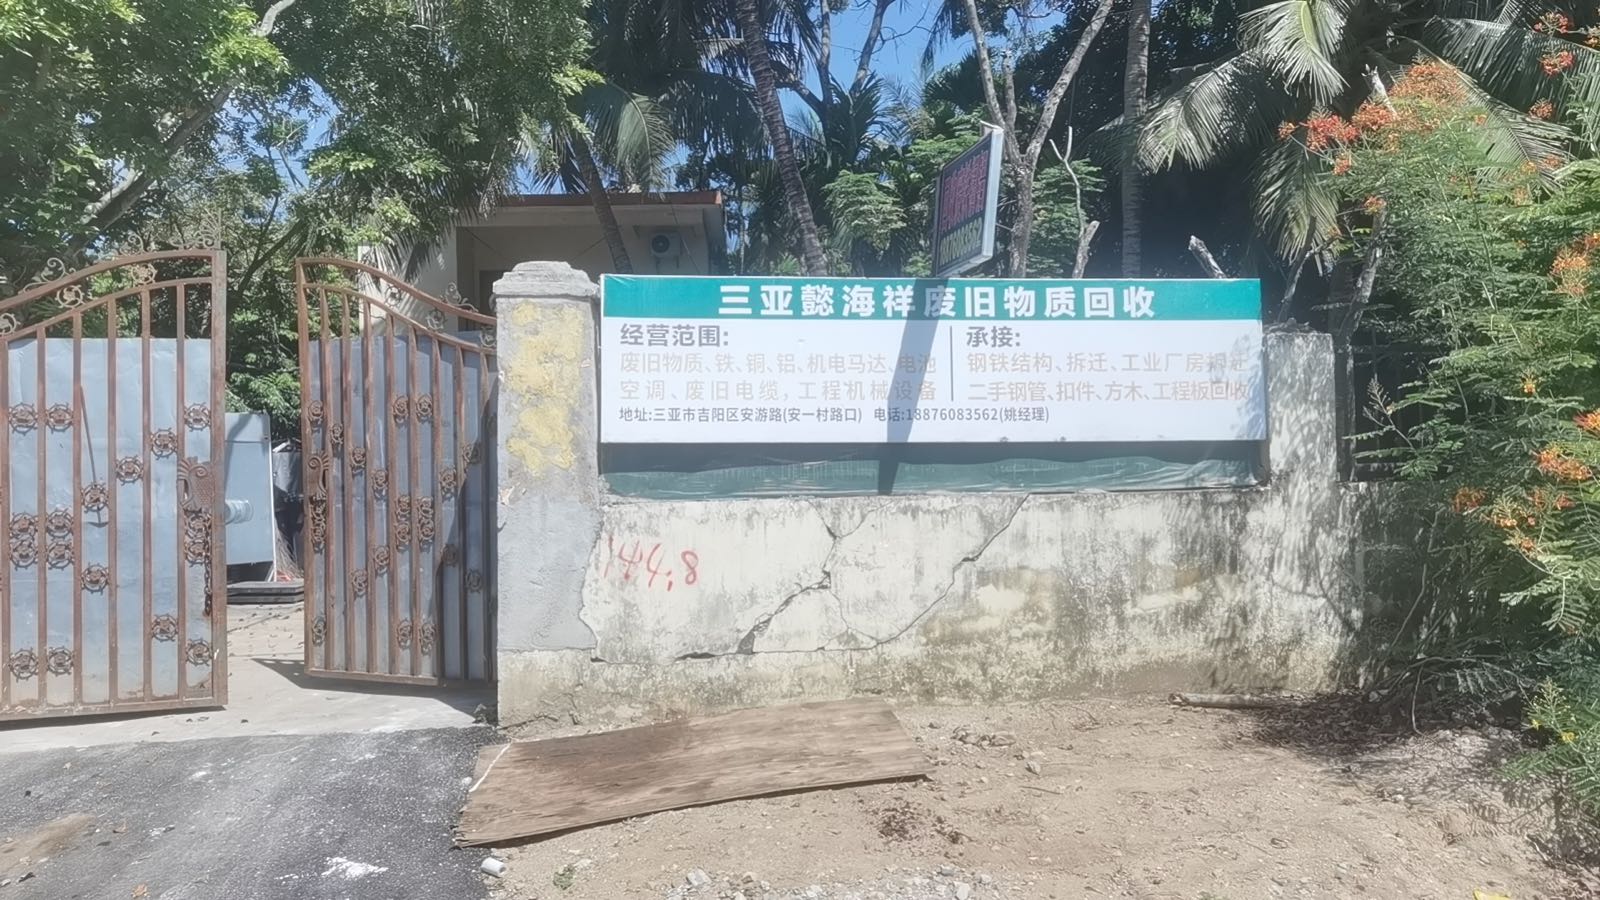 三亚懿海祥废旧物质回收
经营范围:
废旧物质、铁、铜、铝、机电马达、电池
空调、废旧电缆，工程机械设备
承接:
钢铁结构、拆迁、工业厂房拆迁
二手钢管、扣件、方木、工程板回收
地址:三亚市吉阳区安游路(安一村路口) 电话:18876083562(姚经理)
144.8